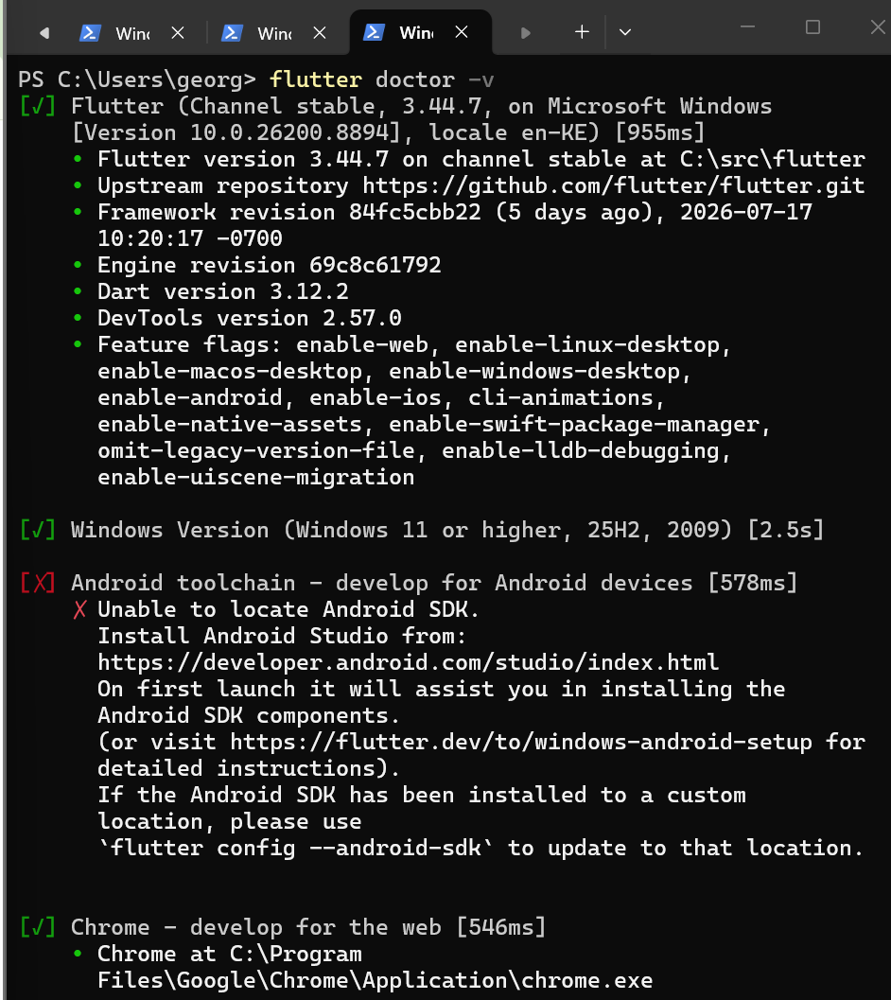 Winc Winc Winc
PS C:\Users\georg> flutter doctor -v
[√] Flutter (Channel stable, 3.44.7, on Microsoft Windows
[Version 10.0.26200.8894], locale en-KE) [955ms]
• Flutter version 3.44.7 on channel stable at C:\src\flutter
• Upstream repository https://github.com/flutter/flutter.git
• Framework revision 84fc5cbb22 (5 days ago), 2026-07-17
10:20:17 -0700
• Engine revision 69c8c61792
• Dart version 3.12.2
• DevTools version 2.57.0
• Feature flags: enable-web, enable-linux-desktop,
enable-macos-desktop, enable-windows-desktop,
enable-android, enable-ios, cli-animations,
enable-native-assets, enable-swift-package-manager,
omit-legacy-version-file, enable-lldb-debugging,
enable-uiscene-migration
[√] Windows Version (Windows 11 or higher, 25H2, 2009) [2.5s]
[X] Android toolchain - develop for Android devices [578ms]
X Unable to locate Android SDK.
Install Android Studio from:
https://developer.android.com/studio/index.html
On first launch it will assist you in installing the
Android SDK components.
(or visit https://flutter.dev/to/windows-android-setup for
detailed instructions).
If the Android SDK has been installed to a custom
location, please use
`flutter config --android-sdk` to update to that location.
[√] Chrome - develop for the web [546ms]
• Chrome at C:\Program
Files\Google\Chrome\Application\chrome.exe